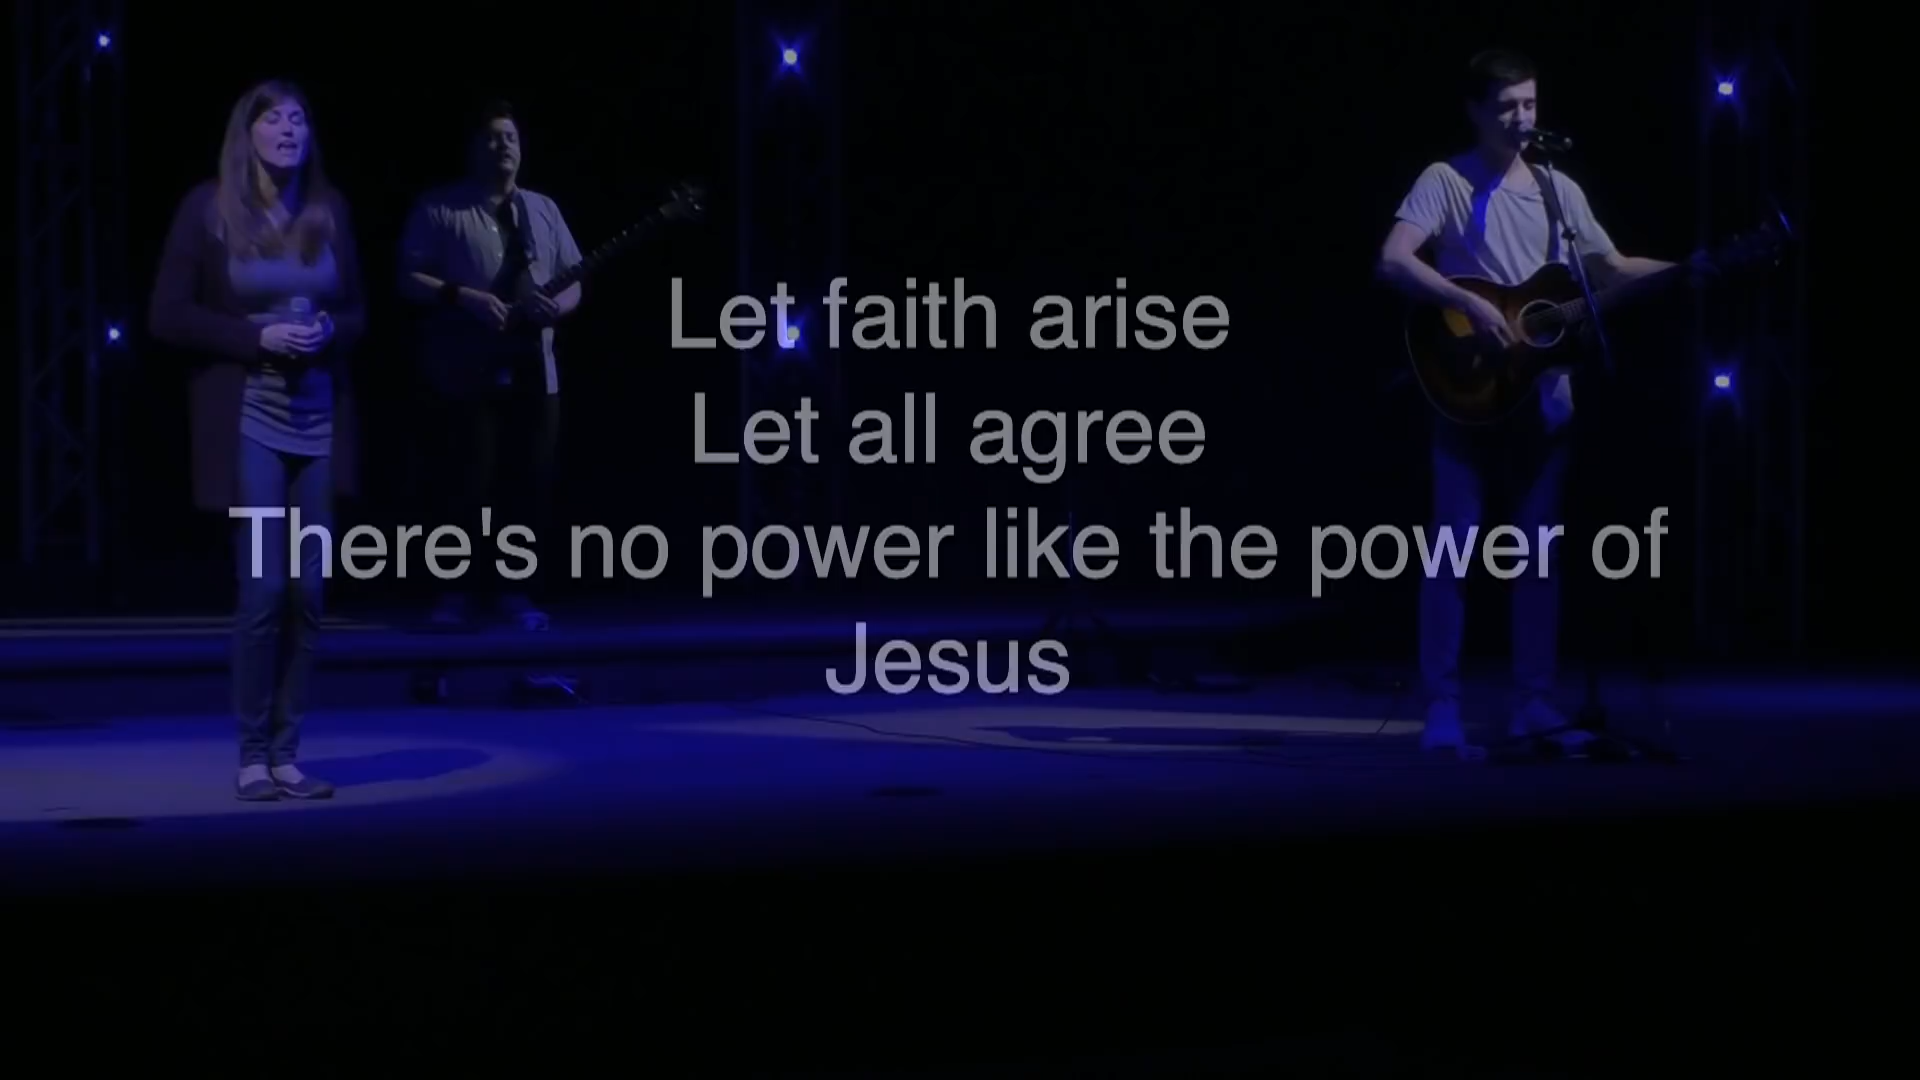 Let faith arise
Let all agree
There's no power like the power of
Jesus